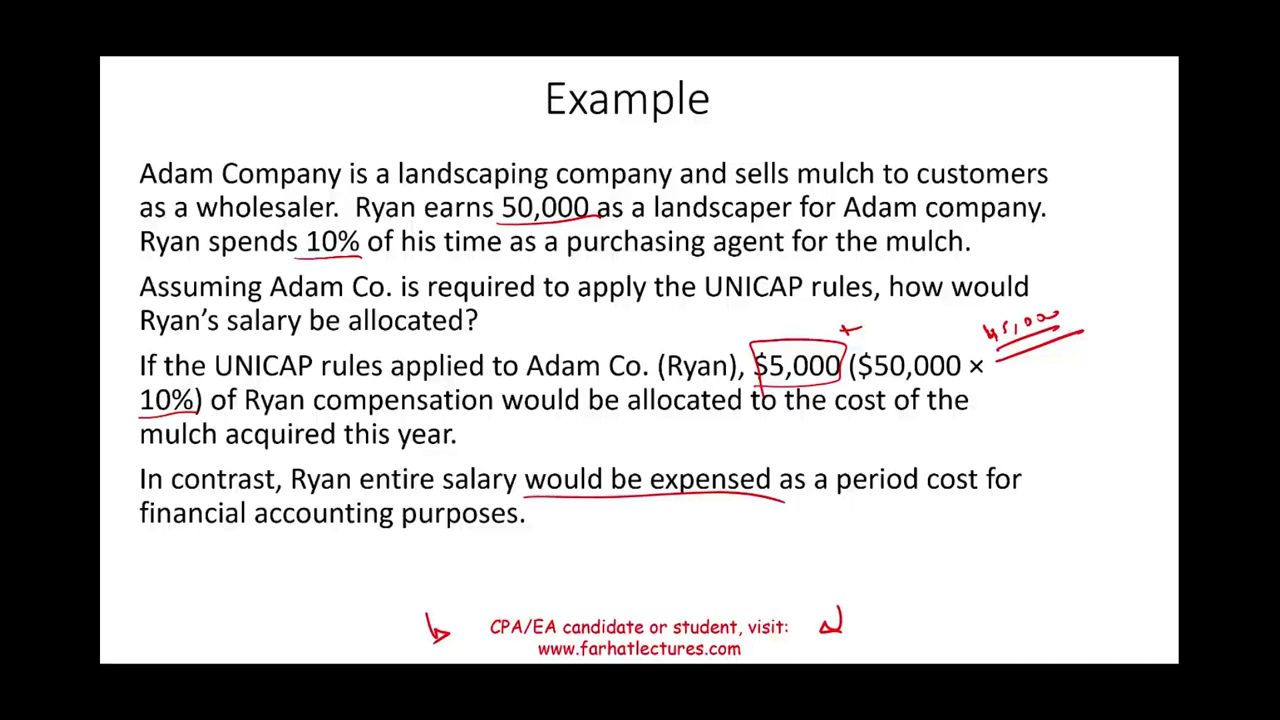 Example
Adam Company is a landscaping company and sells mulch to customers
as a wholesaler. Ryan earns 50,000 as a landscaper for Adam company.
Ryan spends 10% of his time as a purchasing agent for the mulch.
Assuming Adam Co. is required to apply the UNICAP rules, how would
Ryan's salary be allocated?
45,000
If the UNICAP rules applied to Adam Co. (Ryan), $5,000 ($50,000 ×
10%) of Ryan compensation would be allocated to the cost of the
mulch acquired this year.
In contrast, Ryan entire salary would be expensed as a period cost for
financial accounting purposes.
CPA/EA candidate or student, visit:
www.farhatlectures.com